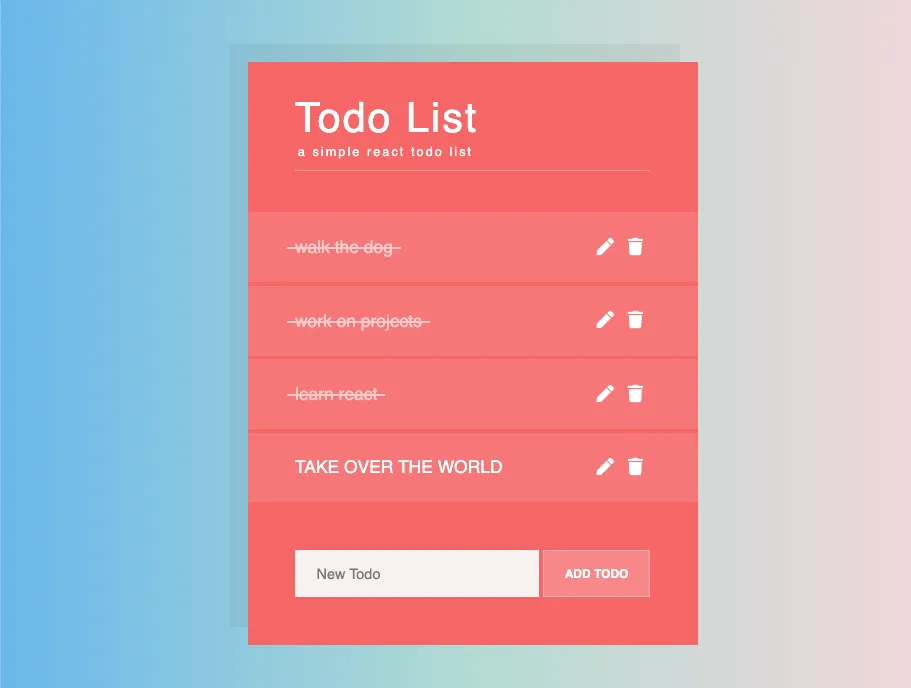 Todo List
a simple react todo list
walk the dog
work on projects
learn react
TAKE OVER THE WORLD
New Todo
ADD TODO